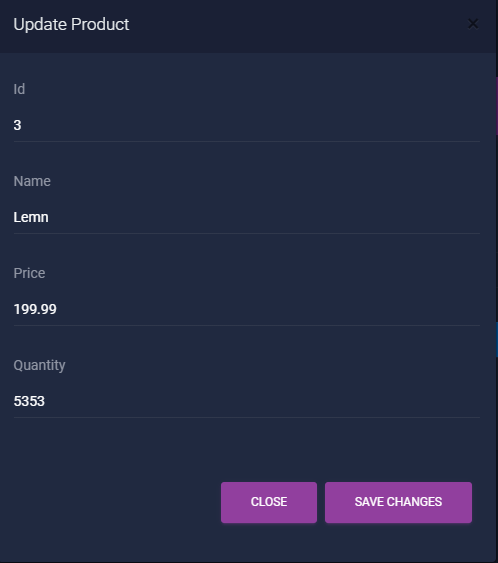 Update Product ×
Id
3
Name
Lemn
Price
199.99
Quantity
5353
CLOSE SAVE CHANGES